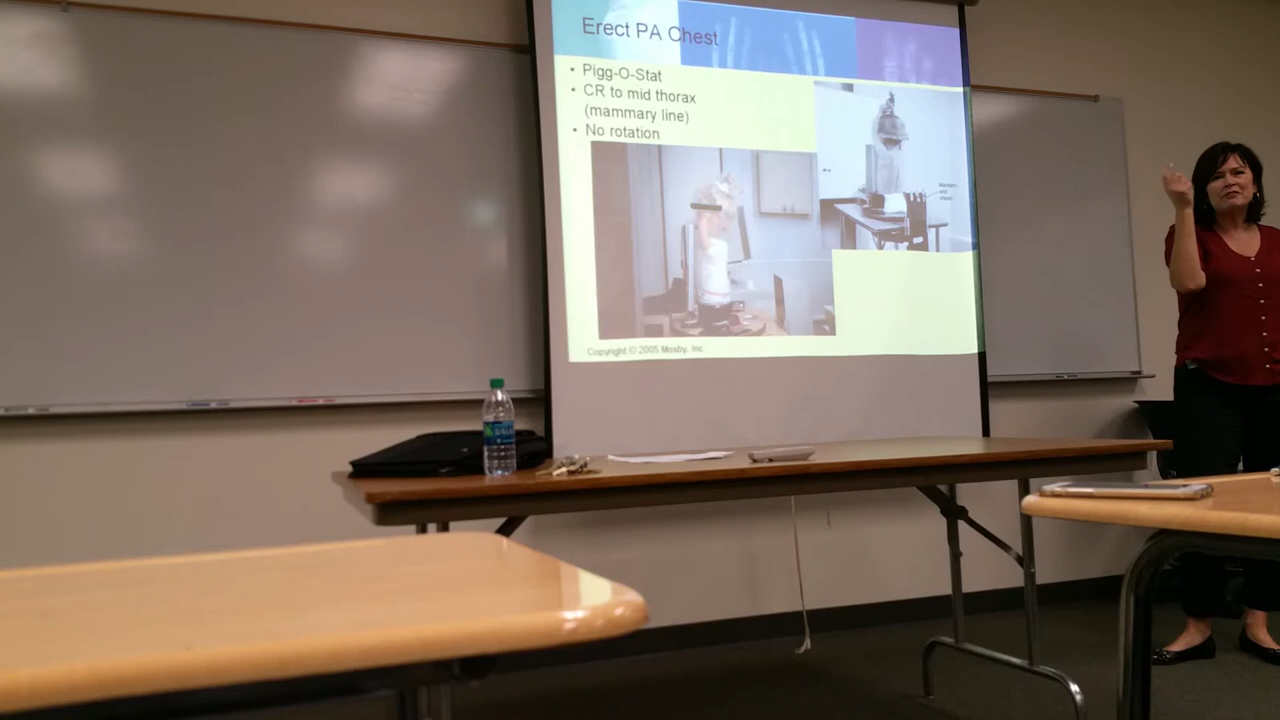 Erect PA Chest
• Pigg-O-Stat
• CR to mid thorax
(mammary line)
• No rotation
Copyright © 2005 Mosby, Inc